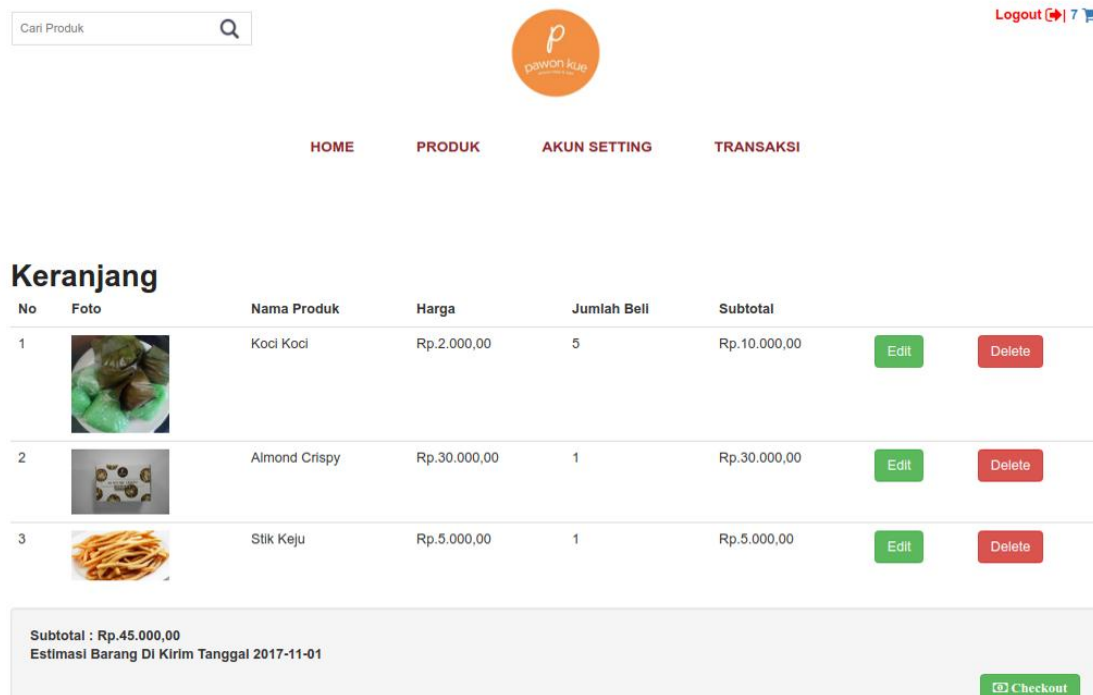 Cari Produk
Logout | 7
p
pawon kue
HOME PRODUK AKUN SETTING TRANSAKSI
Keranjang
No Foto Nama Produk Harga Jumlah Beli Subtotal
1 Koci Koci Rp.2.000,00 5 Rp.10.000,00 Edit Delete
2 Almond Crispy Rp.30.000,00 1 Rp.30.000,00 Edit Delete
3 Stik Keju Rp.5.000,00 1 Rp.5.000,00 Edit Delete
Subtotal : Rp.45.000,00
Estimasi Barang Di Kirim Tanggal 2017-11-01
Checkout